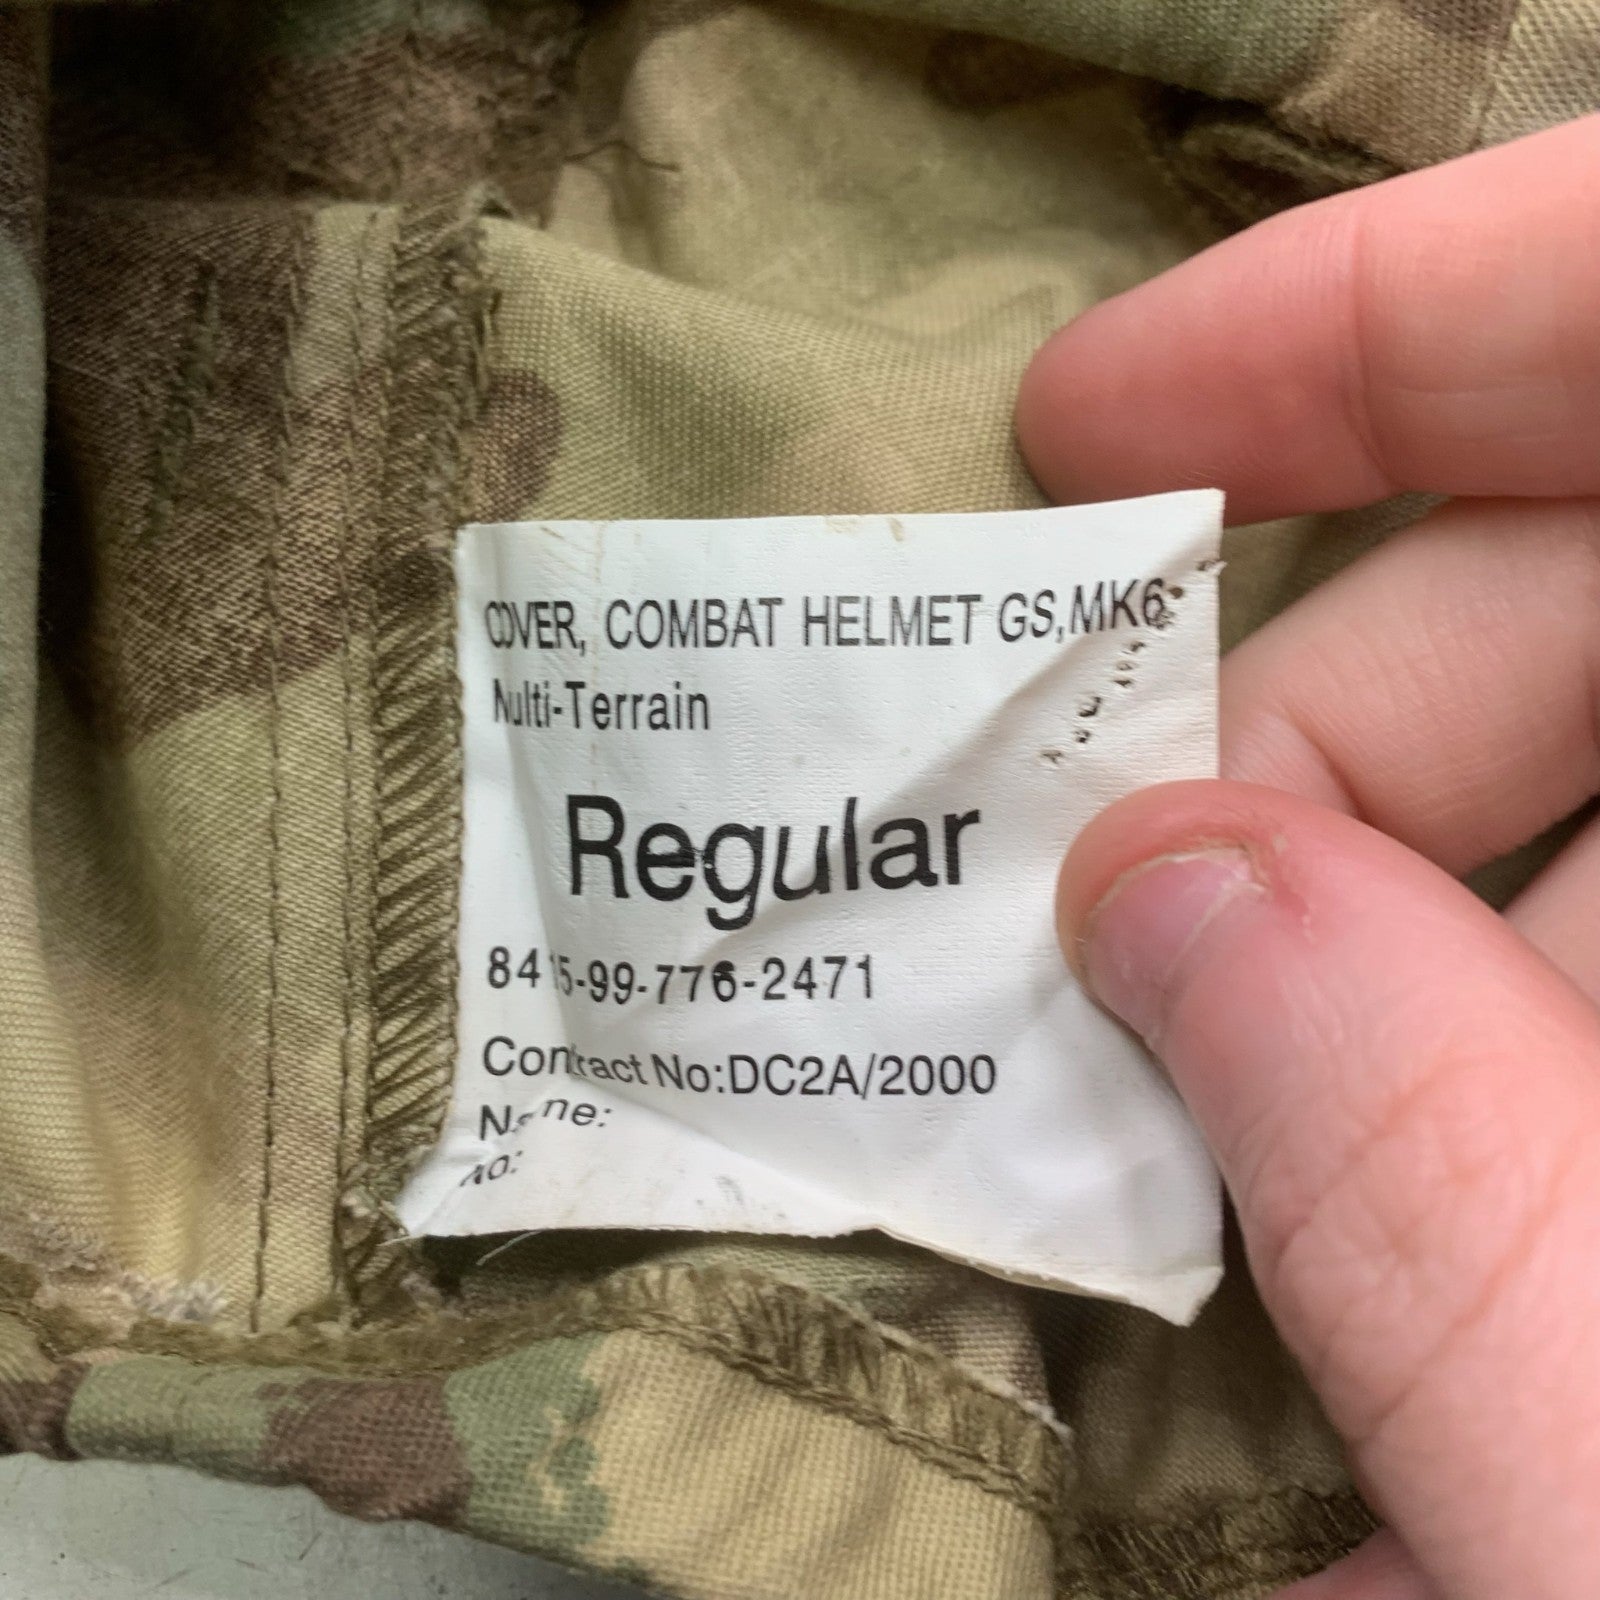 COVER, COMBAT HELMET GS,MK6
Multi-Terrain
Regular
8415-99-776-2471
Contract No:DC2A/2000
Name:
No: